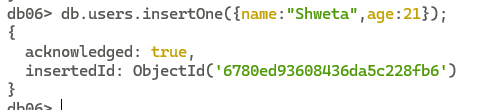 db06> db.users.insertOne({name:"Shweta",age:21});
{
  acknowledged: true,
  insertedId: ObjectId('6780ed93608436da5c228fb6')
}
db06>